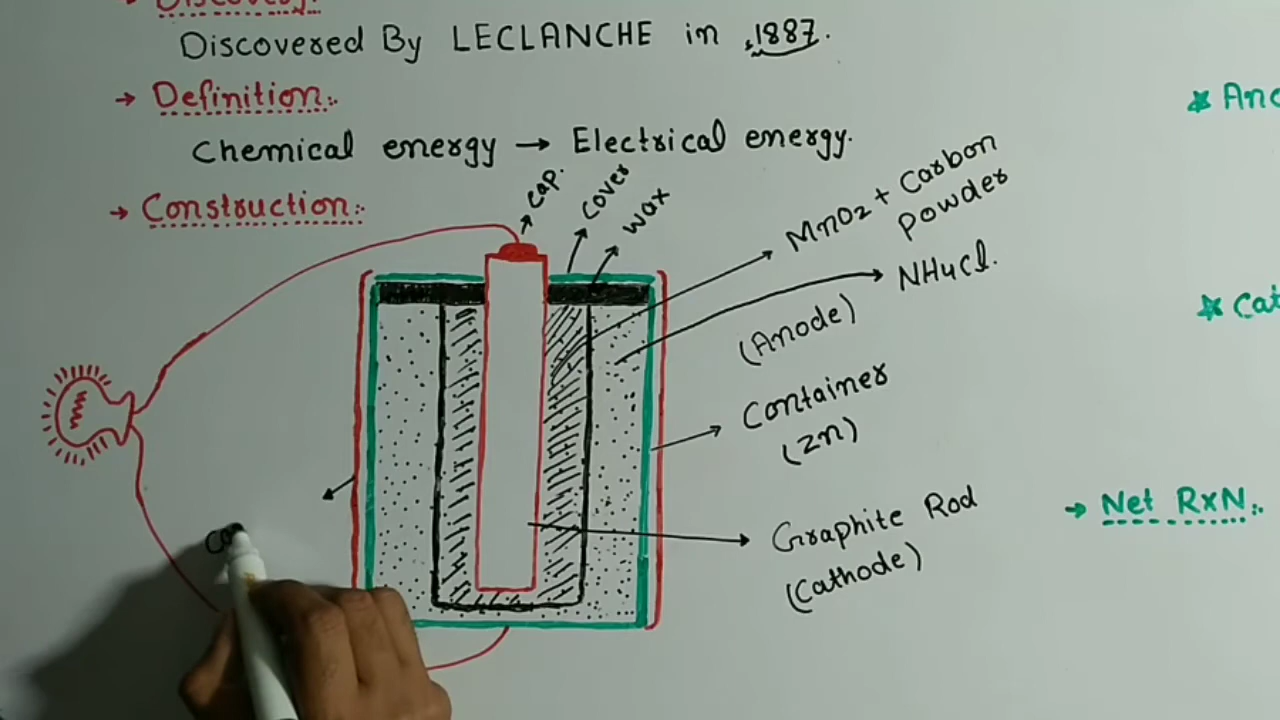 → Discovery:
Discovered By LECLANCHE in 1887.
→ Definition:
Chemical energy → Electrical energy.
→ Construction:
cap.
cover
wax
MnO2 + Carbon
Powder
NH4Cl.
(Anode)
Container
(Zn)
Graphite Rod
(Cathode)
→ Net RXN: